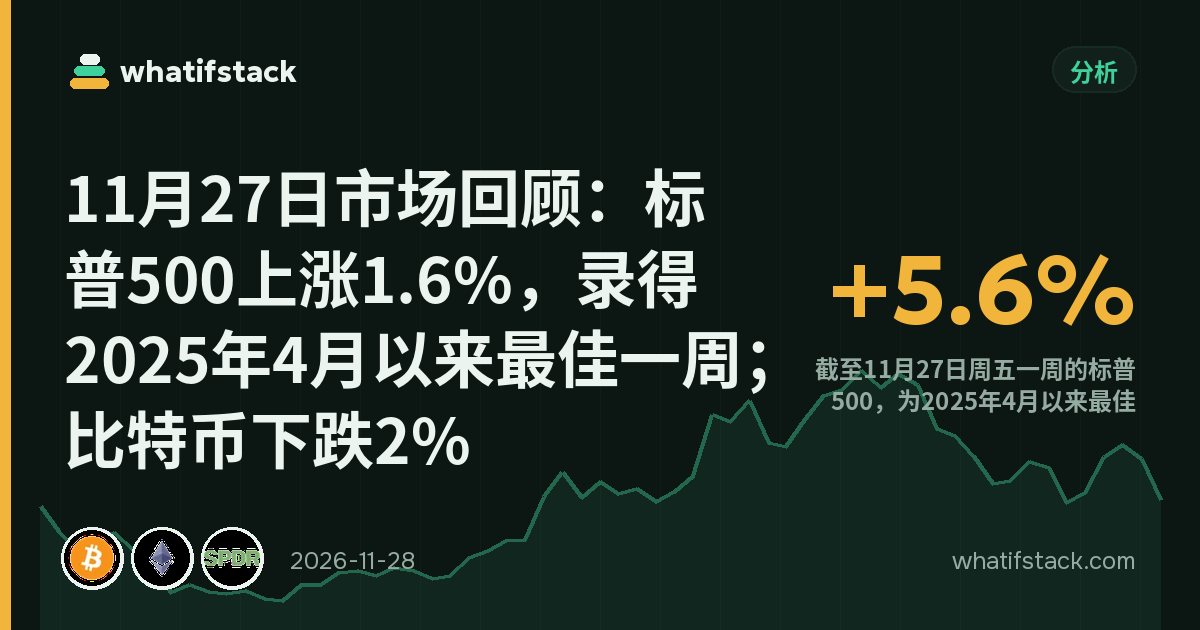 whatifstack
分析
11月27日市场回顾：标
普500上涨1.6%，录得
2025年4月以来最佳一周；
比特币下跌2%
+5.6%
截至11月27日周五一周的标普
500，为2025年4月以来最佳
SPDR
2026-11-28
whatifstack.com